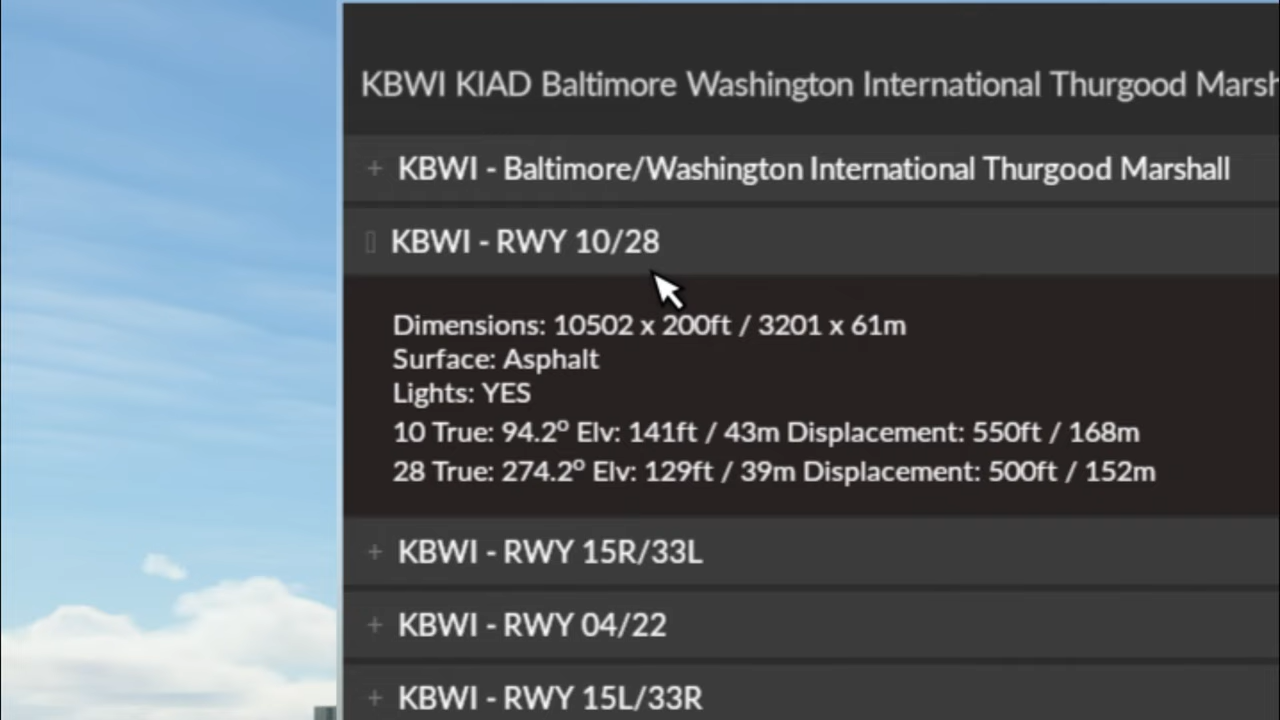 KBWI KIAD Baltimore Washington International Thurgood Marsh
+ KBWI - Baltimore/Washington International Thurgood Marshall
KBWI - RWY 10/28
Dimensions: 10502 x 200ft / 3201 x 61m
Surface: Asphalt
Lights: YES
10 True: 94.2º Elv: 141ft / 43m Displacement: 550ft / 168m
28 True: 274.2º Elv: 129ft / 39m Displacement: 500ft / 152m
+ KBWI - RWY 15R/33L
+ KBWI - RWY 04/22
+ KBWI - RWY 15L/33R